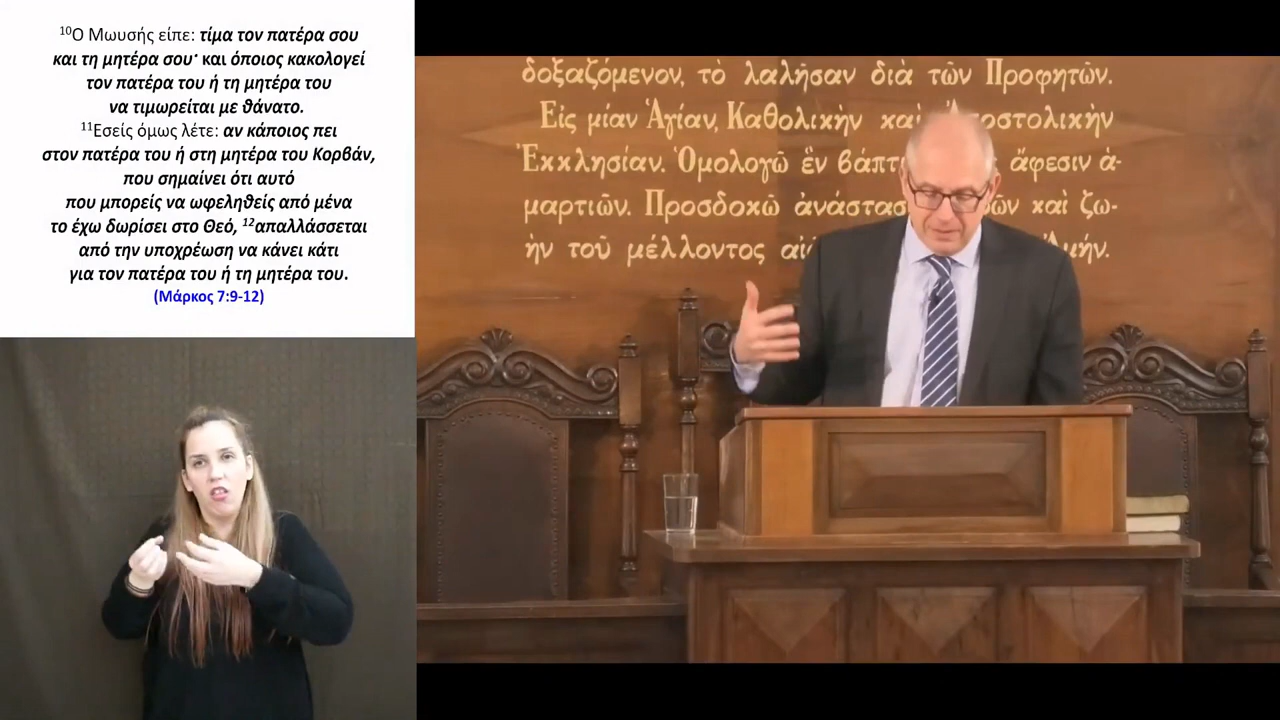 ¹⁰Ο Μωυσής είπε: τίμα τον πατέρα σου
και τη μητέρα σου· και όποιος κακολογεί
τον πατέρα του ή τη μητέρα του
να τιμωρείται με θάνατο.
¹¹Εσείς όμως λέτε: αν κάποιος πει
στον πατέρα του ή στη μητέρα του Κορβάν,
που σημαίνει ότι αυτό
που μπορείς να ωφεληθείς από μένα
το έχω δωρίσει στο Θεό, ¹²απαλλάσσεται
από την υποχρέωση να κάνει κάτι
για τον πατέρα του ή τη μητέρα του.
(Μάρκος 7:9-12)
δοξαζόμενον, τὸ λαλῆσαν διὰ τῶν Προφητῶν.
Εἰς μίαν Ἁγίαν, Καθολικὴν καὶ
Ἐκκλησίαν. Ὁμολογῶ ἓν ἄφεσιν ἁ-
μαρτιῶν. Προσδοκῶ καὶ ζω-
ὴν τοῦ μέλλοντος